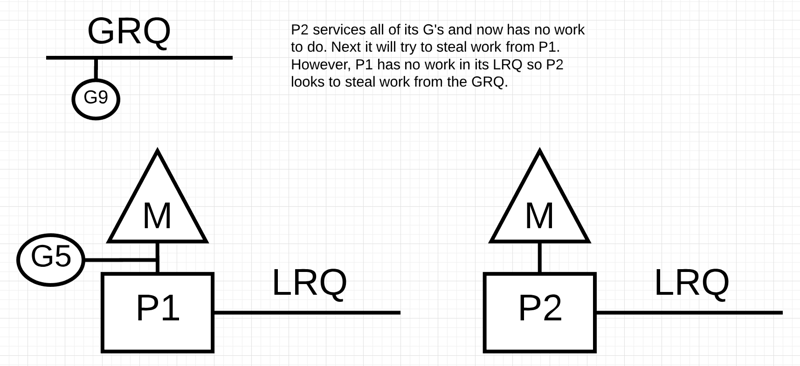 GRQ
G9
P2 services all of its G's and now has no work
to do. Next it will try to steal work from P1.
However, P1 has no work in its LRQ so P2
looks to steal work from the GRQ.
M
G5
P1
LRQ
M
P2
LRQ